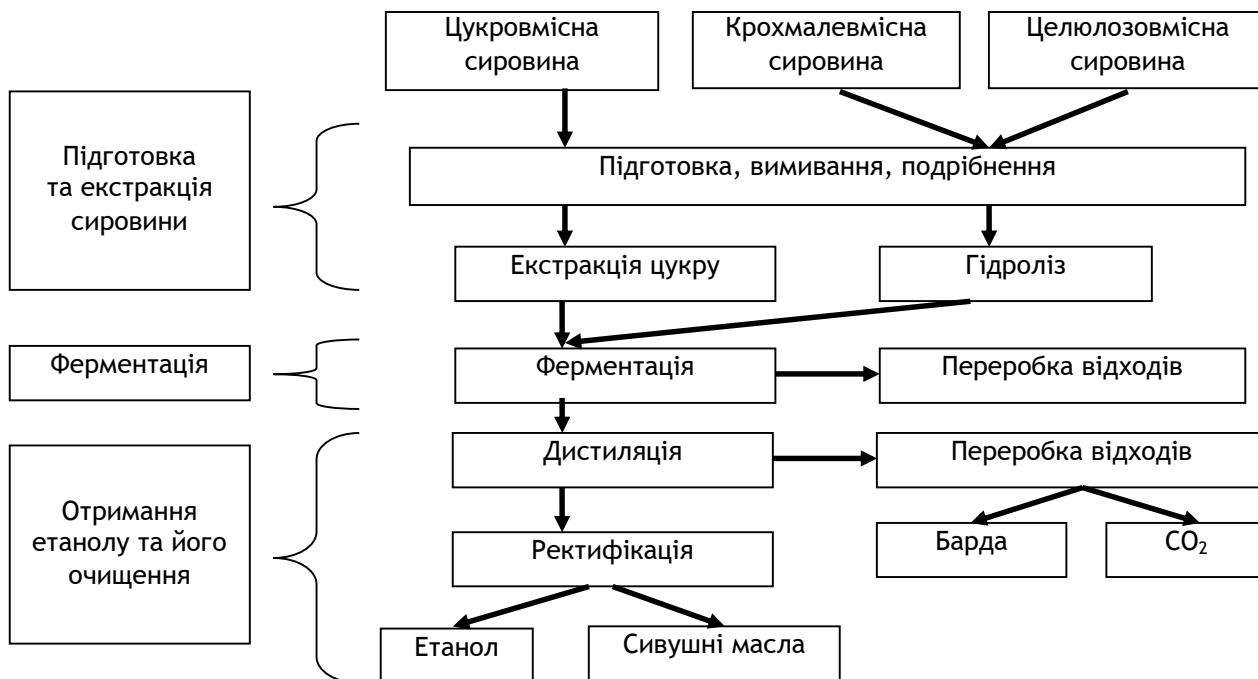 Цукровмісна
сировина
Крохмалевмісна
сировина
Целюлозовмісна
сировина
Підготовка
та екстракція
сировини
Підготовка, вимивання, подрібнення
Екстракція цукру
Гідроліз
Ферментація
Ферментація
Переробка відходів
Отримання
етанолу та його
очищення
Дистиляція
Переробка відходів
Барда
CO₂
Ректифікація
Етанол
Сивушні масла